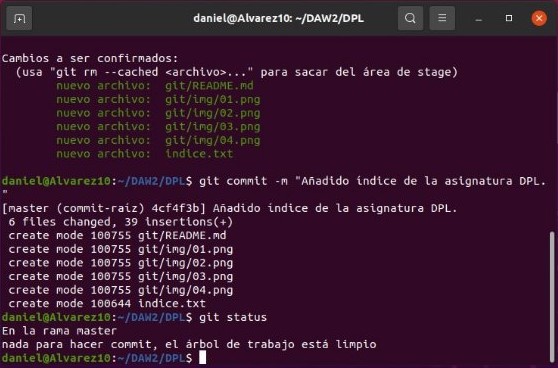 daniel@Alvarez10: ~/DAW2/DPL
Cambios a ser confirmados:
  (usa "git rm --cached <archivo>..." para sacar del área de stage)
        nuevo archivo:  git/README.md
        nuevo archivo:  git/img/01.png
        nuevo archivo:  git/img/02.png
        nuevo archivo:  git/img/03.png
        nuevo archivo:  git/img/04.png
        nuevo archivo:  indice.txt
daniel@Alvarez10:~/DAW2/DPL$ git commit -m "Añadido indice de la asignatura DPL.
"
[master (commit-raiz) 4cf4f3b] Añadido indice de la asignatura DPL.
 6 files changed, 39 insertions(+)
 create mode 100755 git/README.md
 create mode 100755 git/img/01.png
 create mode 100755 git/img/02.png
 create mode 100755 git/img/03.png
 create mode 100755 git/img/04.png
 create mode 100644 indice.txt
daniel@Alvarez10:~/DAW2/DPL$ git status
En la rama master
nada para hacer commit, el árbol de trabajo está limpio
daniel@Alvarez10:~/DAW2/DPL$